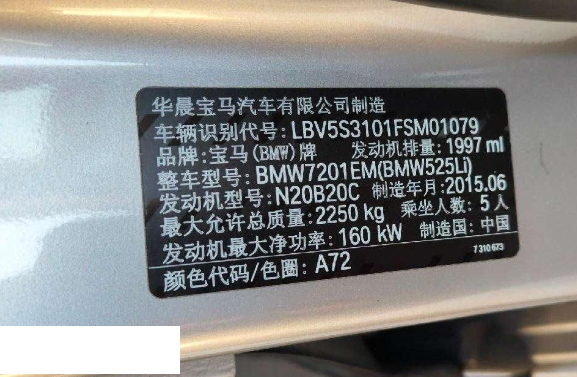 华晨宝马汽车有限公司制造
车辆识别代号: LBV5S3101FSM01079
品牌: 宝马(BMW)牌 发动机排量: 1997 ml
整车型号: BMW7201EM(BMW525Li)
发动机型号: N20B20C 制造年月: 2015.06
最大允许总质量: 2250 kg 乘坐人数: 5 人
发动机最大净功率: 160 kW 制造国: 中国
7 310 673
颜色代码/色圈: A72